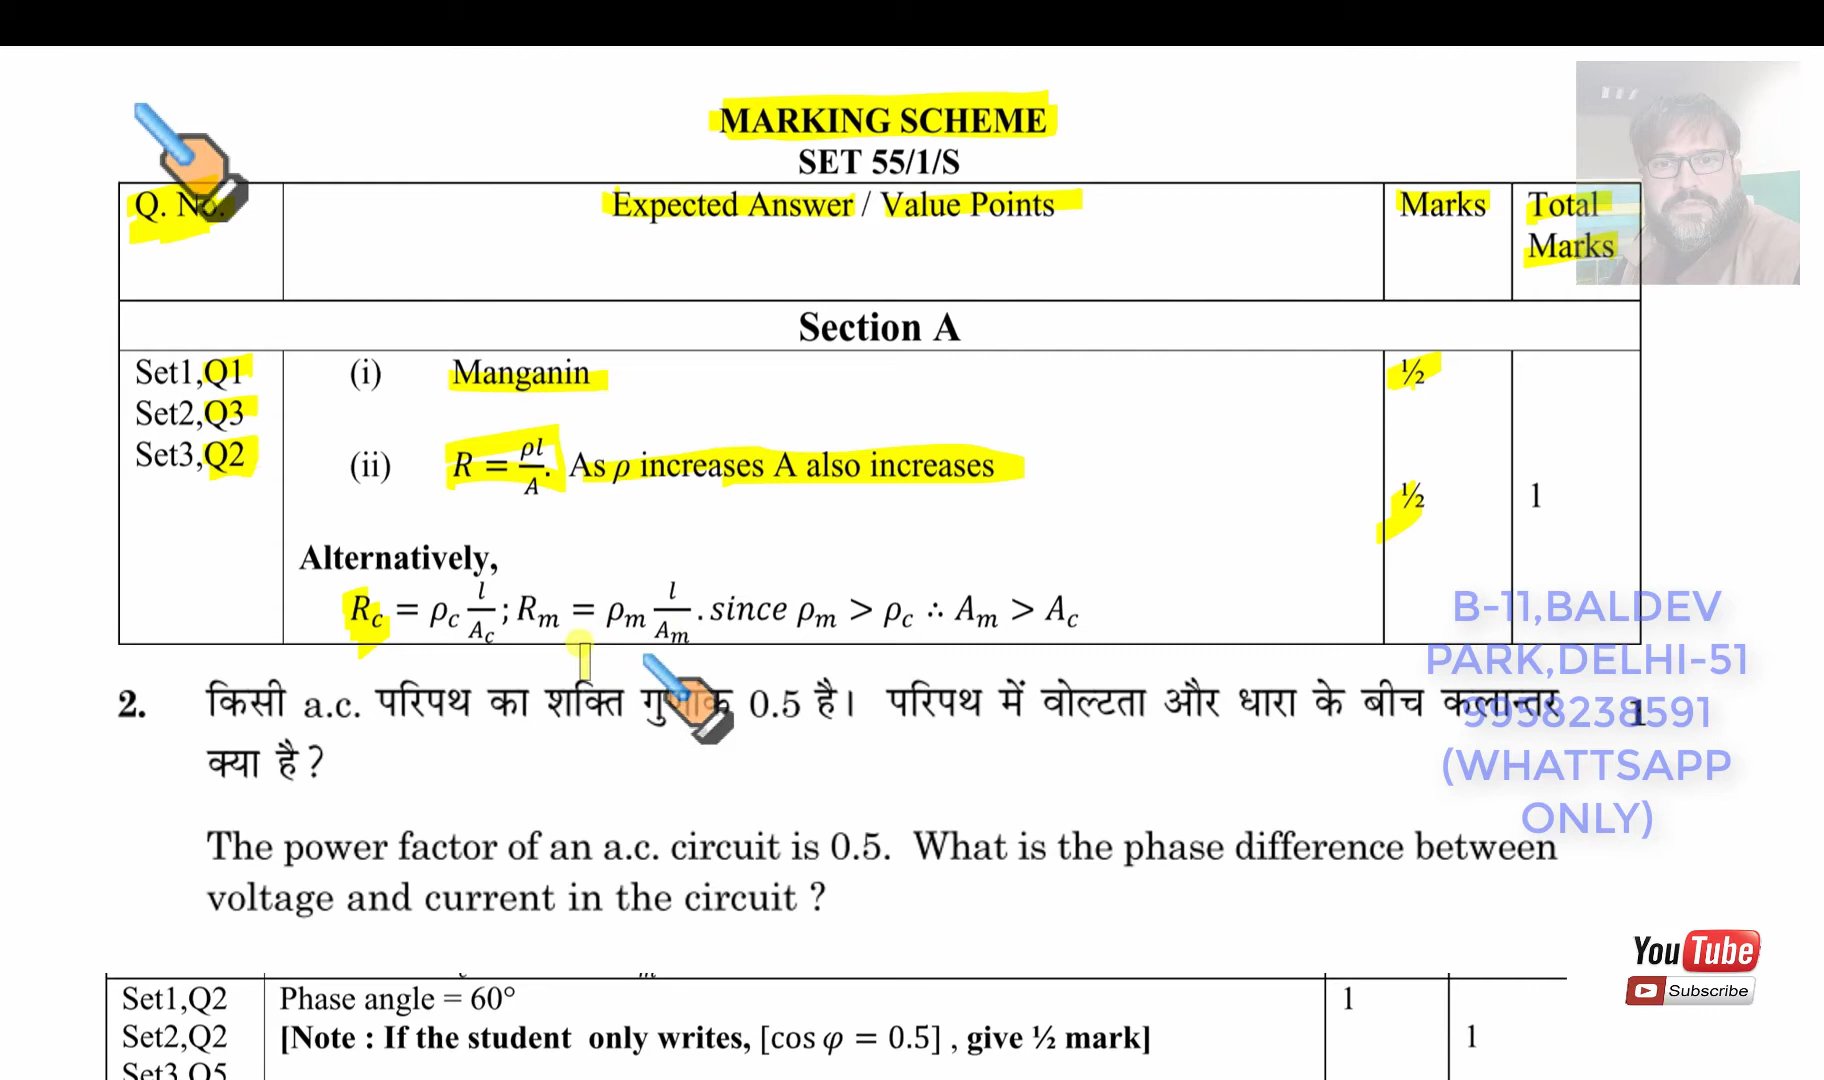 MARKING SCHEME
SET 55/1/S
Q. No.
Expected Answer / Value Points
Marks
Total
Marks
Section A
Set1,Q1
Set2,Q3
Set3,Q2
(i) Manganin
½
(ii) R = ρl/A. As ρ increases A also increases
½
1
Alternatively,
R_c = ρ_c l/A_c ; R_m = ρ_m l/A_m . since ρ_m > ρ_c ∴ A_m > A_c
B-11,BALDEV
PARK,DELHI-51
9958238591
(WHATTSAPP
ONLY)
2. किसी a.c. परिपथ का शक्ति गुणांक 0.5 है। परिपथ में वोल्टता और धारा के बीच कलान्तर 1
क्या है ?
The power factor of an a.c. circuit is 0.5. What is the phase difference between
voltage and current in the circuit ?
YouTube
Subscribe
Set1,Q2
Set2,Q2
Set3,Q5
Phase angle = 60°
1
[Note : If the student only writes, [cos φ = 0.5] , give ½ mark]
1